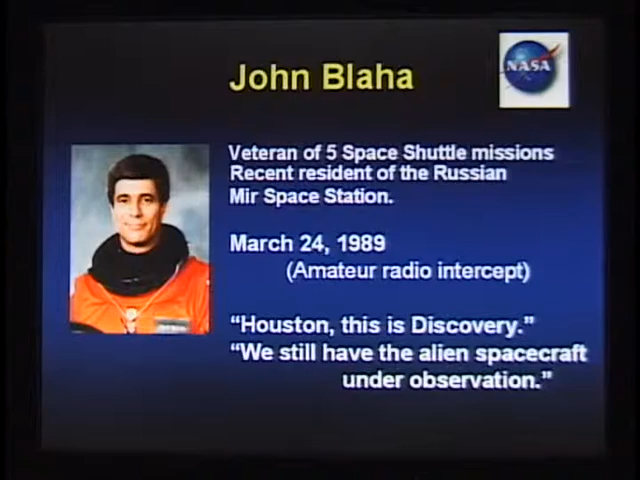 John Blaha
NASA
Veteran of 5 Space Shuttle missions
Recent resident of the Russian
Mir Space Station.
March 24, 1989
(Amateur radio intercept)
“Houston, this is Discovery.”
“We still have the alien spacecraft
under observation.”